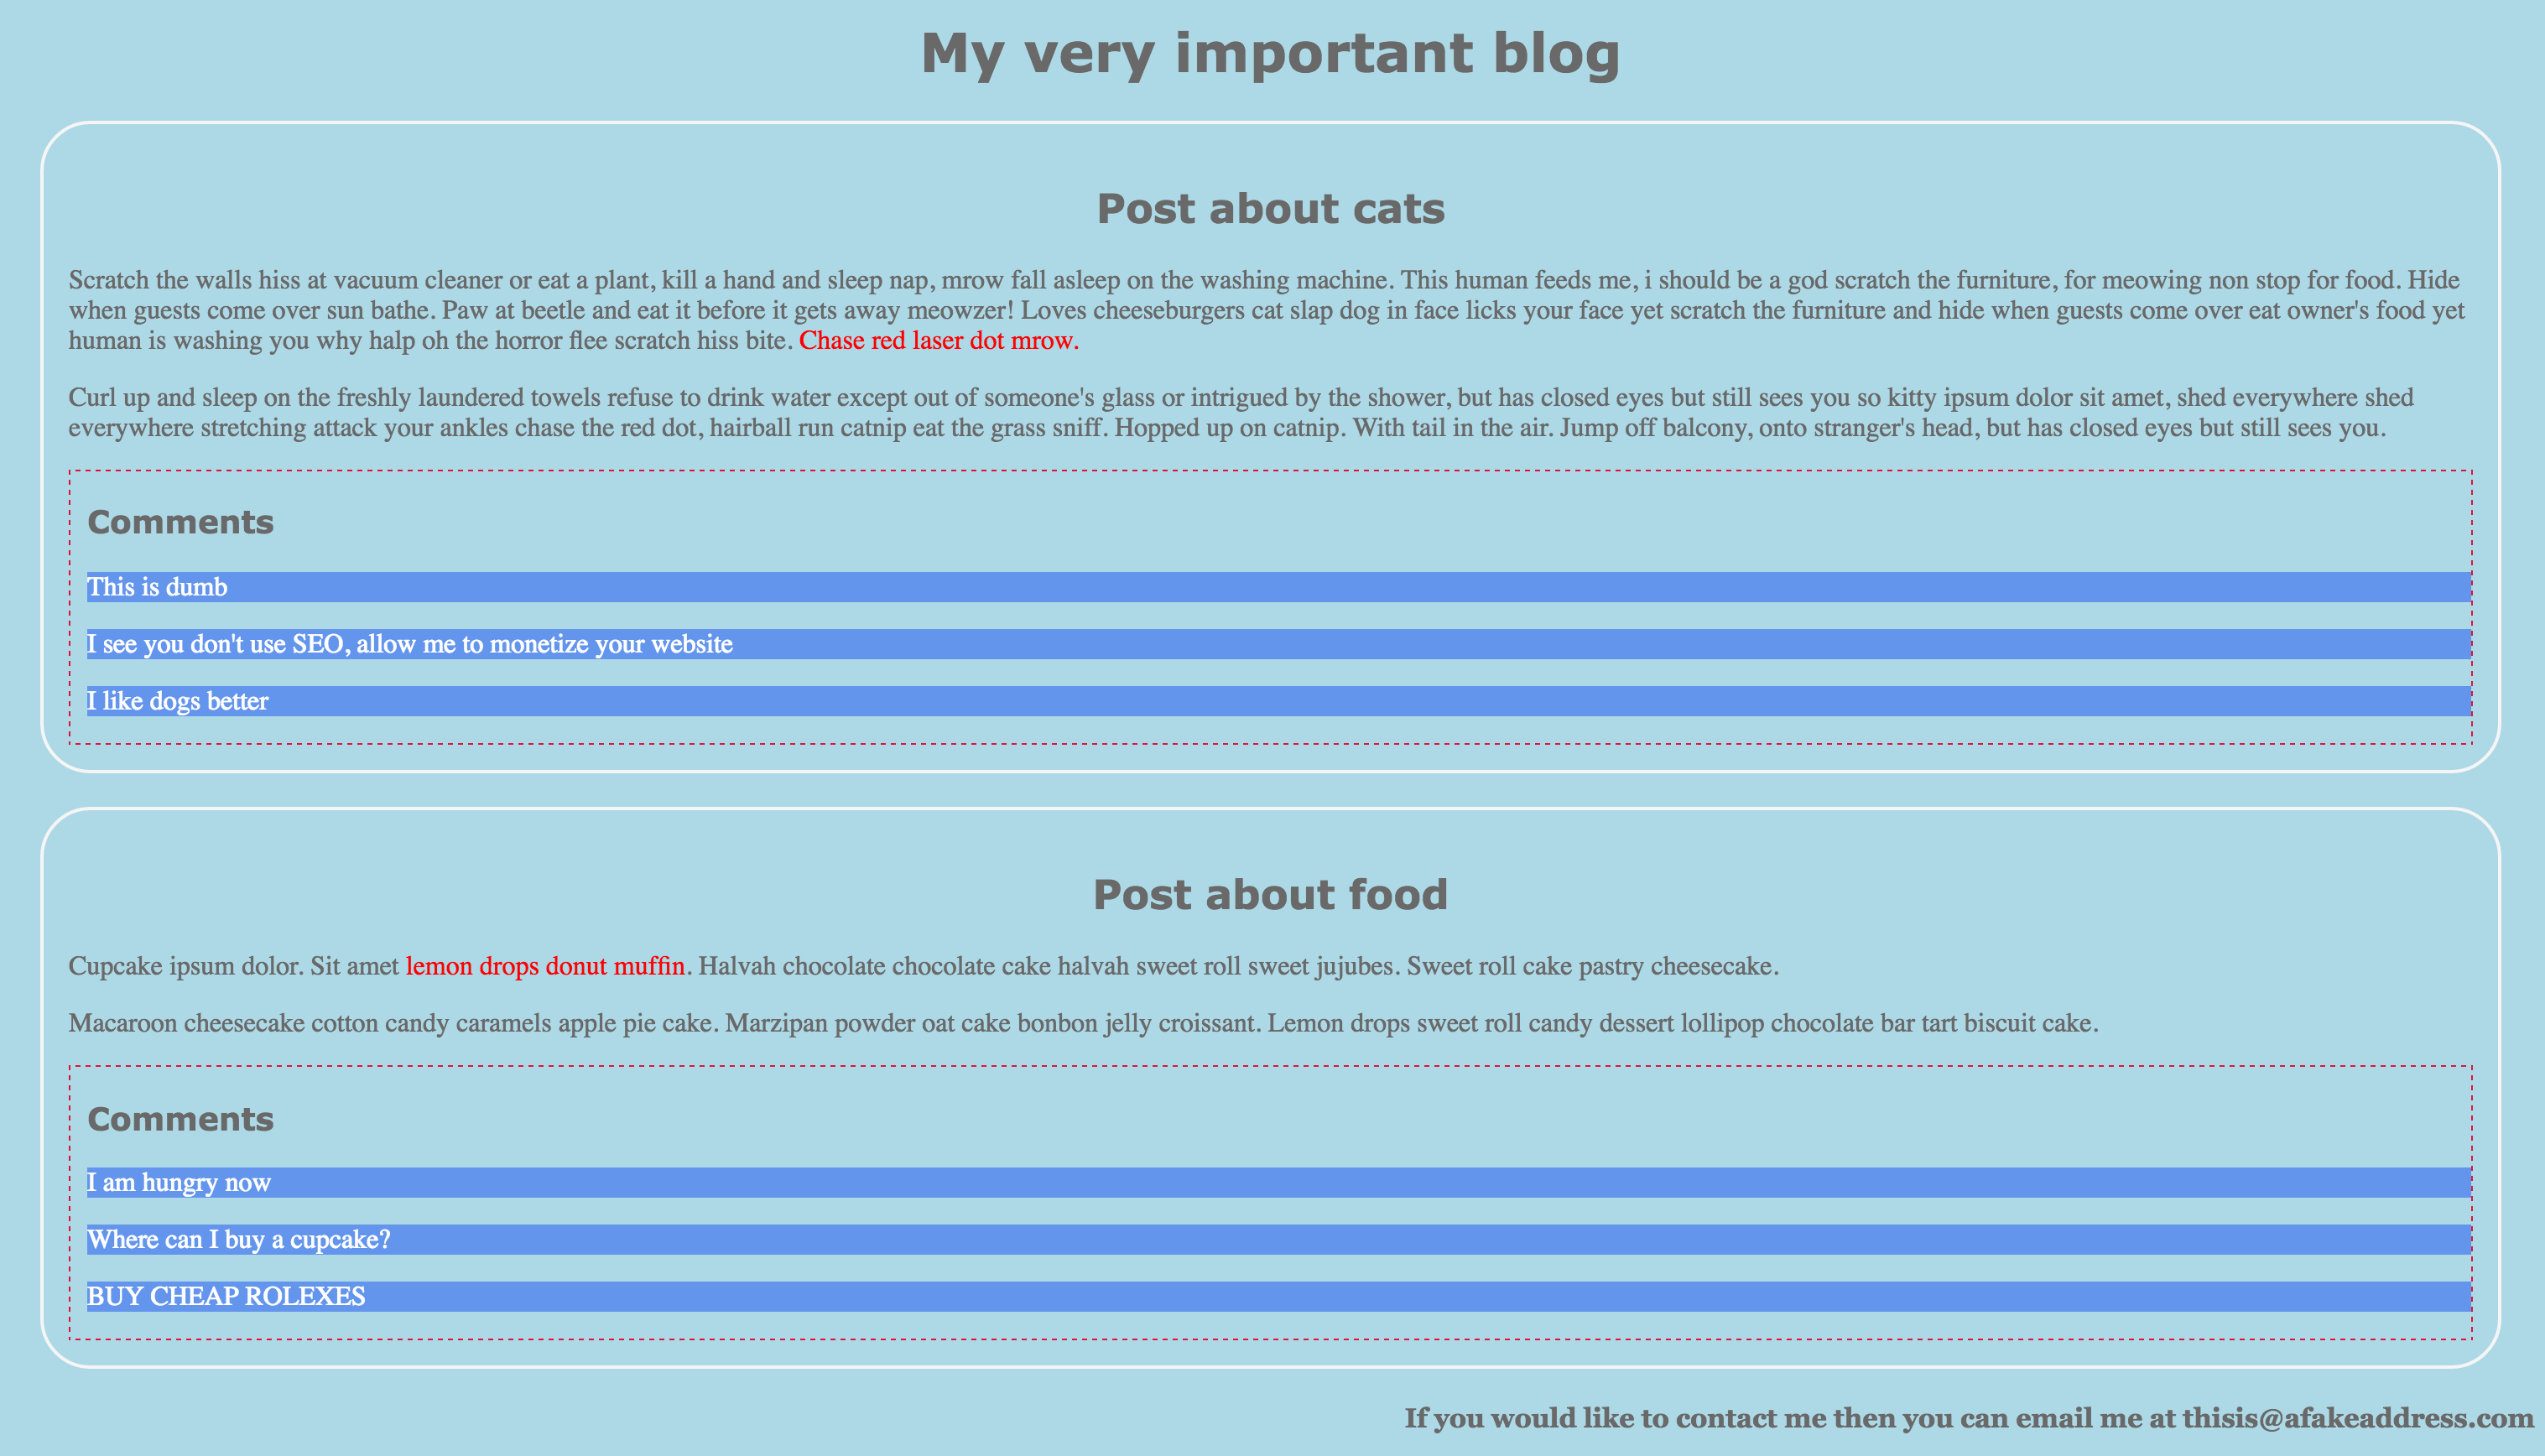 My very important blog
Post about cats
Scratch the walls hiss at vacuum cleaner or eat a plant, kill a hand and sleep nap, mrow fall asleep on the washing machine. This human feeds me, i should be a god scratch the furniture, for meowing non stop for food. Hide
when guests come over sun bathe. Paw at beetle and eat it before it gets away meowzer! Loves cheeseburgers cat slap dog in face licks your face yet scratch the furniture and hide when guests come over eat owner's food yet
human is washing you why halp oh the horror flee scratch hiss bite. Chase red laser dot mrow.
Curl up and sleep on the freshly laundered towels refuse to drink water except out of someone's glass or intrigued by the shower, but has closed eyes but still sees you so kitty ipsum dolor sit amet, shed everywhere shed
everywhere stretching attack your ankles chase the red dot, hairball run catnip eat the grass sniff. Hopped up on catnip. With tail in the air. Jump off balcony, onto stranger's head, but has closed eyes but still sees you.
Comments
This is dumb
I see you don't use SEO, allow me to monetize your website
I like dogs better
Post about food
Cupcake ipsum dolor. Sit amet lemon drops donut muffin. Halvah chocolate chocolate cake halvah sweet roll sweet jujubes. Sweet roll cake pastry cheesecake.
Macaroon cheesecake cotton candy caramels apple pie cake. Marzipan powder oat cake bonbon jelly croissant. Lemon drops sweet roll candy dessert lollipop chocolate bar tart biscuit cake.
Comments
I am hungry now
Where can I buy a cupcake?
BUY CHEAP ROLEXES
If you would like to contact me then you can email me at thisis@afakeaddress.com